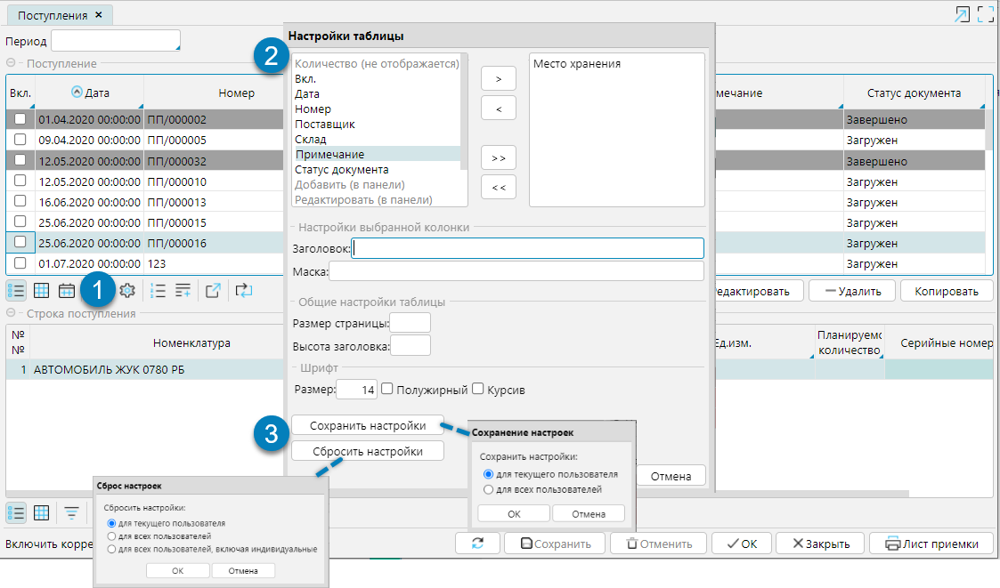 Поступления ×
Период
Поступление
Вкл. Дата Номер
01.04.2020 00:00:00 ПП/000002
09.04.2020 00:00:00 ПП/000005
12.05.2020 00:00:00 ПП/000032
12.05.2020 00:00:00 ПП/000010
16.06.2020 00:00:00 ПП/000013
25.06.2020 00:00:00 ПП/000015
25.06.2020 00:00:00 ПП/000016
01.07.2020 00:00:00 123
1
Настройки таблицы
2
Количество (не отображается)
Вкл.
Дата
Номер
Поставщик
Склад
Примечание
Статус документа
Добавить (в панели)
Редактировать (в панели)
>
<
>>
<<
Место хранения
Настройки выбранной колонки
Заголовок:
Маска:
Общие настройки таблицы
Размер страницы:
Высота заголовка:
Шрифт
Размер: 14 Полужирный Курсив
3
Сохранить настройки
Сбросить настройки
Отмена
мечание Статус документа
Завершено
Загружен
Завершено
Загружен
Загружен
Загружен
Загружен
Загружен
едактировать Удалить Копировать
Строка поступления
№
№ Номенклатура
1 АВТОМОБИЛЬ ЖУК 0780 РБ
Ед.изм. Планируемо
количество Серийные номер
Сохранение настроек
Сохранить настройки:
для текущего пользователя
для всех пользователей
ОК Отмена
Сброс настроек
Сбросить настройки:
для текущего пользователя
для всех пользователей
для всех пользователей, включая индивидуальные
ОК Отмена
Включить корре
Сохранить Отменить ОК Закрыть Лист приемки